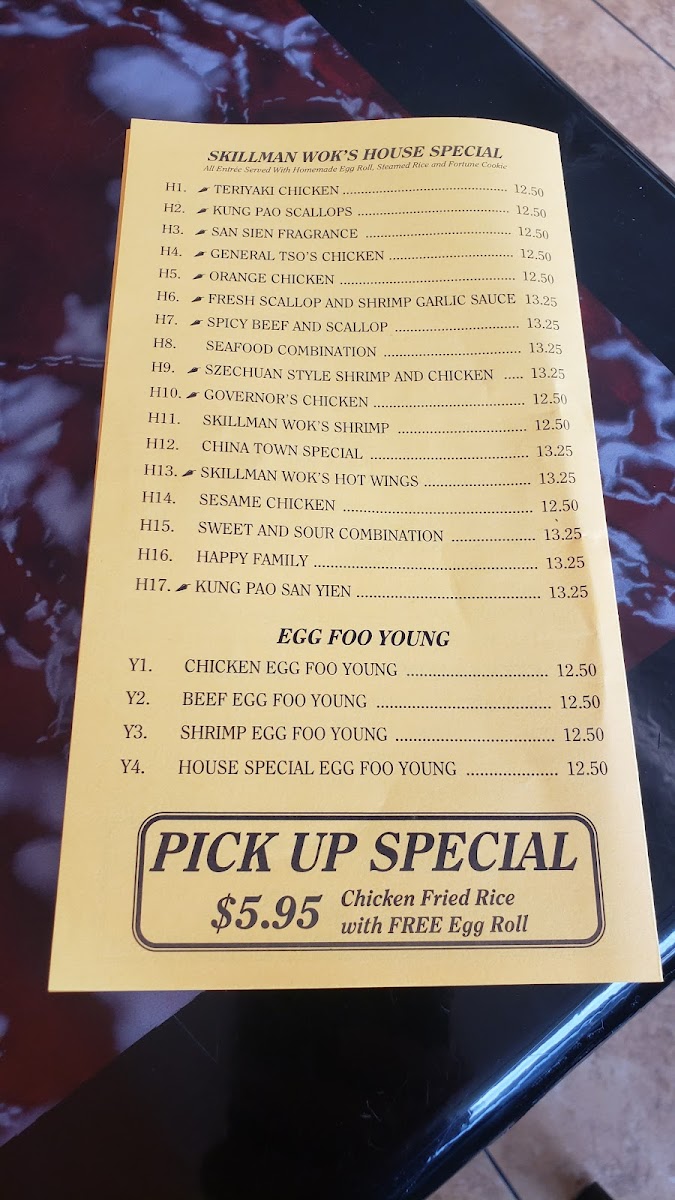 SKILLMAN WOK'S HOUSE SPECIAL
All Entrée Served With Homemade Egg Roll, Steamed Rice and Fortune Cookie
H1. TERIYAKI CHICKEN ........................................ 12.50
H2. KUNG PAO SCALLOPS ..................................... 12.50
H3. SAN SIEN FRAGRANCE ................................... 12.50
H4. GENERAL TSO'S CHICKEN .............................. 12.50
H5. ORANGE CHICKEN .......................................... 12.50
H6. FRESH SCALLOP AND SHRIMP GARLIC SAUCE 13.25
H7. SPICY BEEF AND SCALLOP .............................. 13.25
H8. SEAFOOD COMBINATION ................................. 13.25
H9. SZECHUAN STYLE SHRIMP AND CHICKEN ..... 13.25
H10. GOVERNOR'S CHICKEN ................................... 12.50
H11. SKILLMAN WOK'S SHRIMP .............................. 12.50
H12. CHINA TOWN SPECIAL .................................... 13.25
H13. SKILLMAN WOK'S HOT WINGS ......................... 13.25
H14. SESAME CHICKEN ........................................... 12.50
H15. SWEET AND SOUR COMBINATION .................. 13.25
H16. HAPPY FAMILY ................................................. 13.25
H17. KUNG PAO SAN YIEN ........................................ 13.25
EGG FOO YOUNG
Y1. CHICKEN EGG FOO YOUNG ............................... 12.50
Y2. BEEF EGG FOO YOUNG ...................................... 12.50
Y3. SHRIMP EGG FOO YOUNG ................................... 12.50
Y4. HOUSE SPECIAL EGG FOO YOUNG .................... 12.50
PICK UP SPECIAL
$5.95 Chicken Fried Rice
with FREE Egg Roll